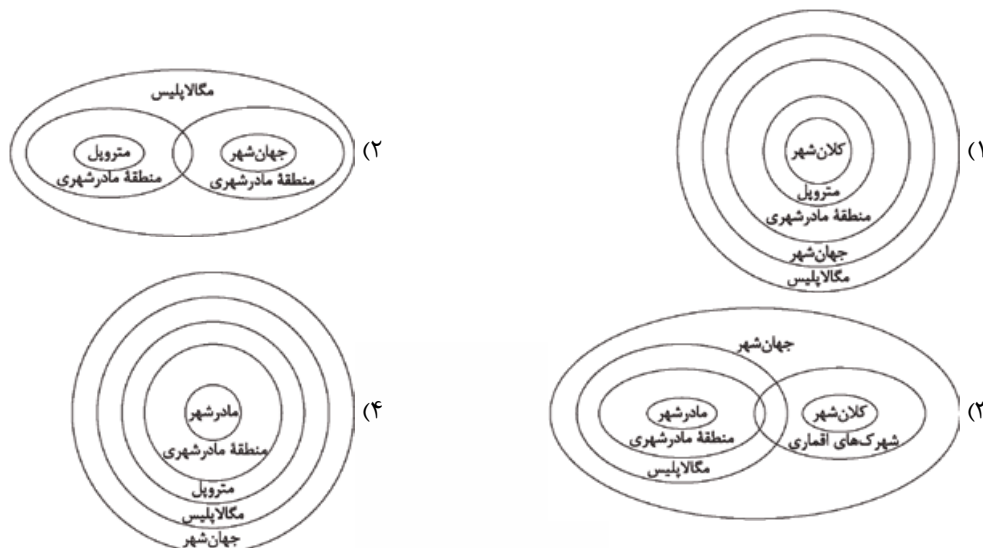 ۱)
کلان‌شهر
متروپل
منطقهٔ مادرشهری
جهان‌شهر
مگالاپلیس
۲)
مگالاپلیس
جهان‌شهر
منطقهٔ مادرشهری
متروپل
منطقهٔ مادرشهری
جهان‌شهر
کلان‌شهر
شهرک‌های اقماری
مادرشهر
منطقهٔ مادرشهری
مگالاپلیس
۴)
مادرشهر
منطقهٔ مادرشهری
متروپل
مگالاپلیس
جهان‌شهر